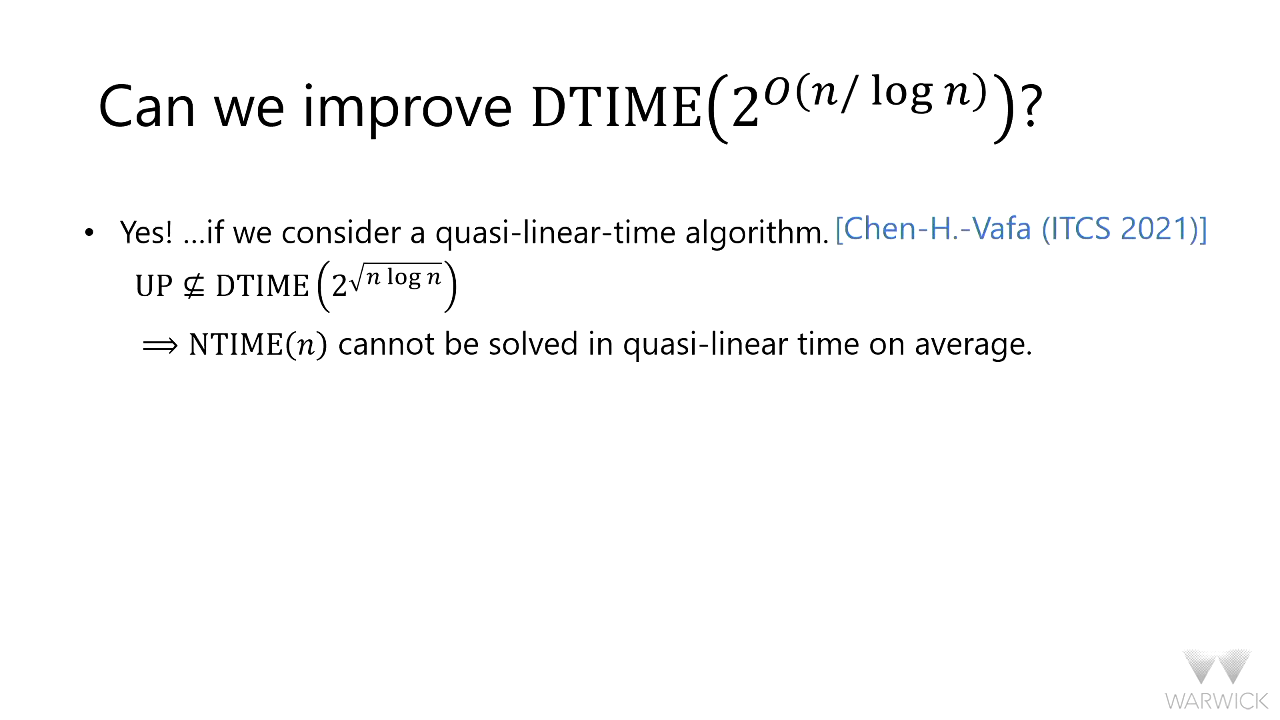 Can we improve DTIME(2^{O(n/ log n)})?
• Yes! …if we consider a quasi-linear-time algorithm. [Chen-H.-Vafa (ITCS 2021)]
UP ⊈ DTIME(2^{√(n log n)})
⟹ NTIME(n) cannot be solved in quasi-linear time on average.
WARWICK